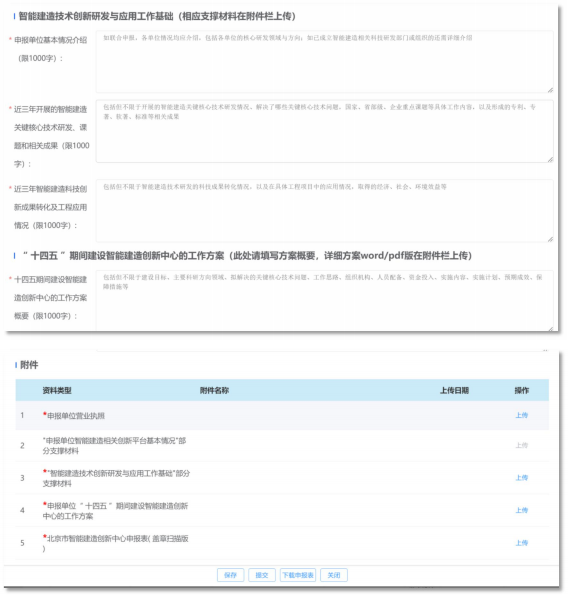 智能建造技术创新研发与应用工作基础（相应支撑材料在附件栏上传）
* 申报单位基本情况介绍
（限1000字）：
如联合申报，各单位情况均应介绍，包括各单位的核心研发领域与方向，如已成立智能建造相关科技研发部门或组织的还需详细介绍
* 近三年开展的智能建造
关键核心技术研发、课
题和相关成果（限1000
字）：
包括但不限于开展的智能建造关键核心技术研发情况，解决了哪些关键核心技术问题，国家、省部级、企业重点课题等具体工作内容，以及形成的专利、专
著、软著、标准等相关成果
* 近三年智能建造科技创
新成果转化及工程应用
情况（限1000字）：
包括但不限于智能建造技术研发的科技成果转化情况，以及在具体工程项目中的应用情况，取得的经济、社会、环境效益等
“ 十四五 ”期间建设智能建造创新中心的工作方案（此处请填写方案概要，详细方案word/pdf版在附件栏上传）
* 十四五期间建设智能建
造创新中心的工作方案
概要（限1000字）：
包括但不限于建设目标、主要科研方向领域、拟解决的关键核心技术问题、工作思路、组织机构、人员配备、资金投入、实施内容、实施计划、预期成效、保
障措施等
附件
资料类型 附件名称 上传日期 操作
1 *申报单位营业执照 上传
2 "申报单位智能建造相关创新平台基本情况"部
分支撑材料 上传
3 *"智能建造技术创新研发与应用工作基础"部分
支撑材料 上传
4 *申报单位 “ 十四五 ” 期间建设智能建造创新
中心的工作方案 上传
5 *北京市智能建造创新中心申报表( 盖章扫描版
) 上传
保存 提交 下载申报表 关闭